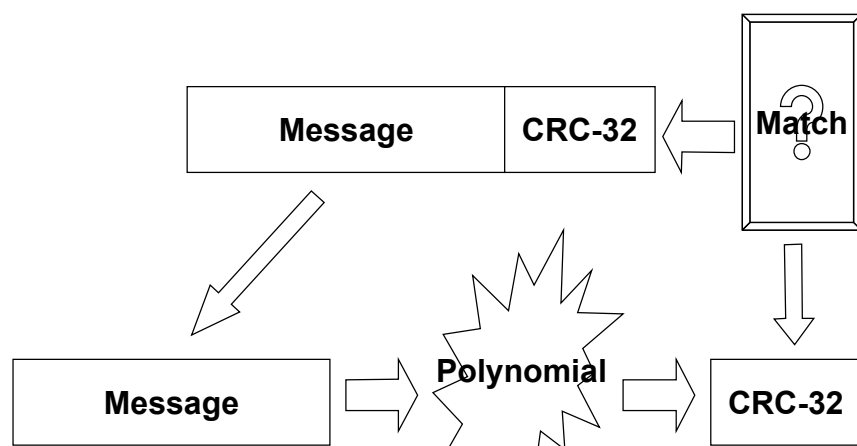 Message CRC-32
?
Match
Polynomial
Message
CRC-32